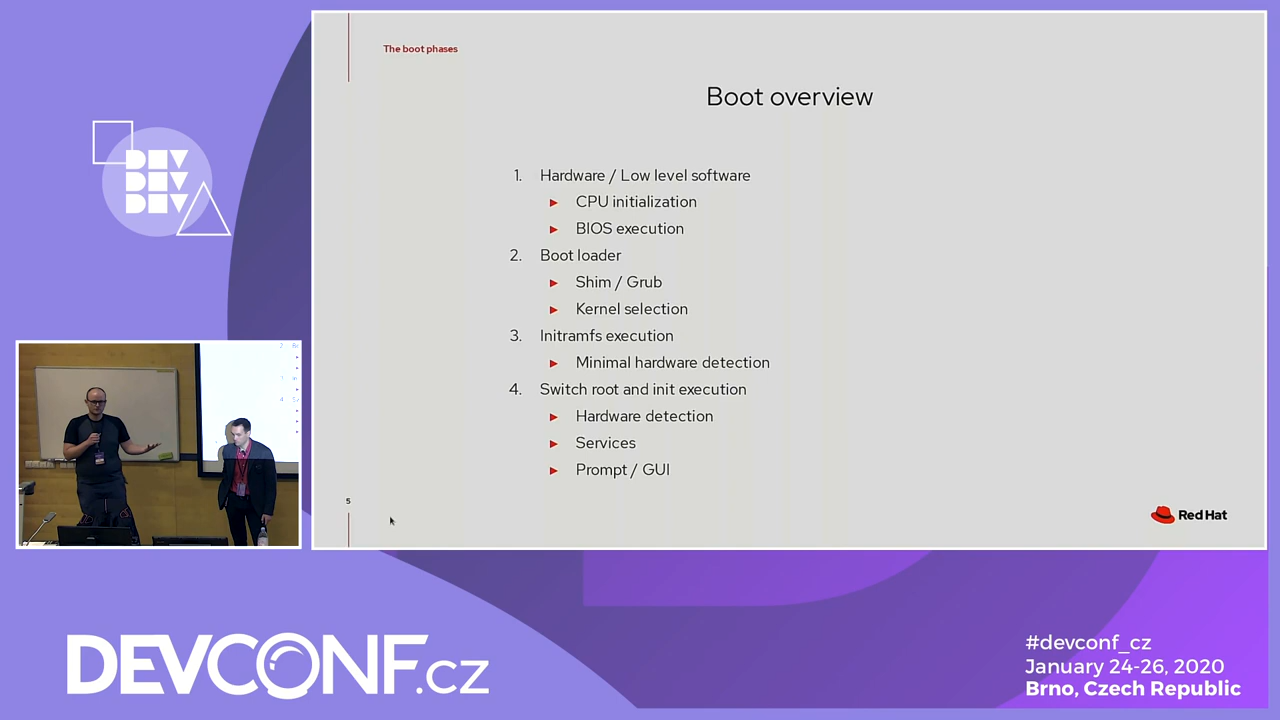 The boot phases
Boot overview
1. Hardware / Low level software
► CPU initialization
► BIOS execution
2. Boot loader
► Shim / Grub
► Kernel selection
3. Initramfs execution
► Minimal hardware detection
4. Switch root and init execution
► Hardware detection
► Services
► Prompt / GUI
5
Red Hat
DEV
DEV
DEV
DEVCONF.cz
#devconf_cz
January 24-26, 2020
Brno, Czech Republic